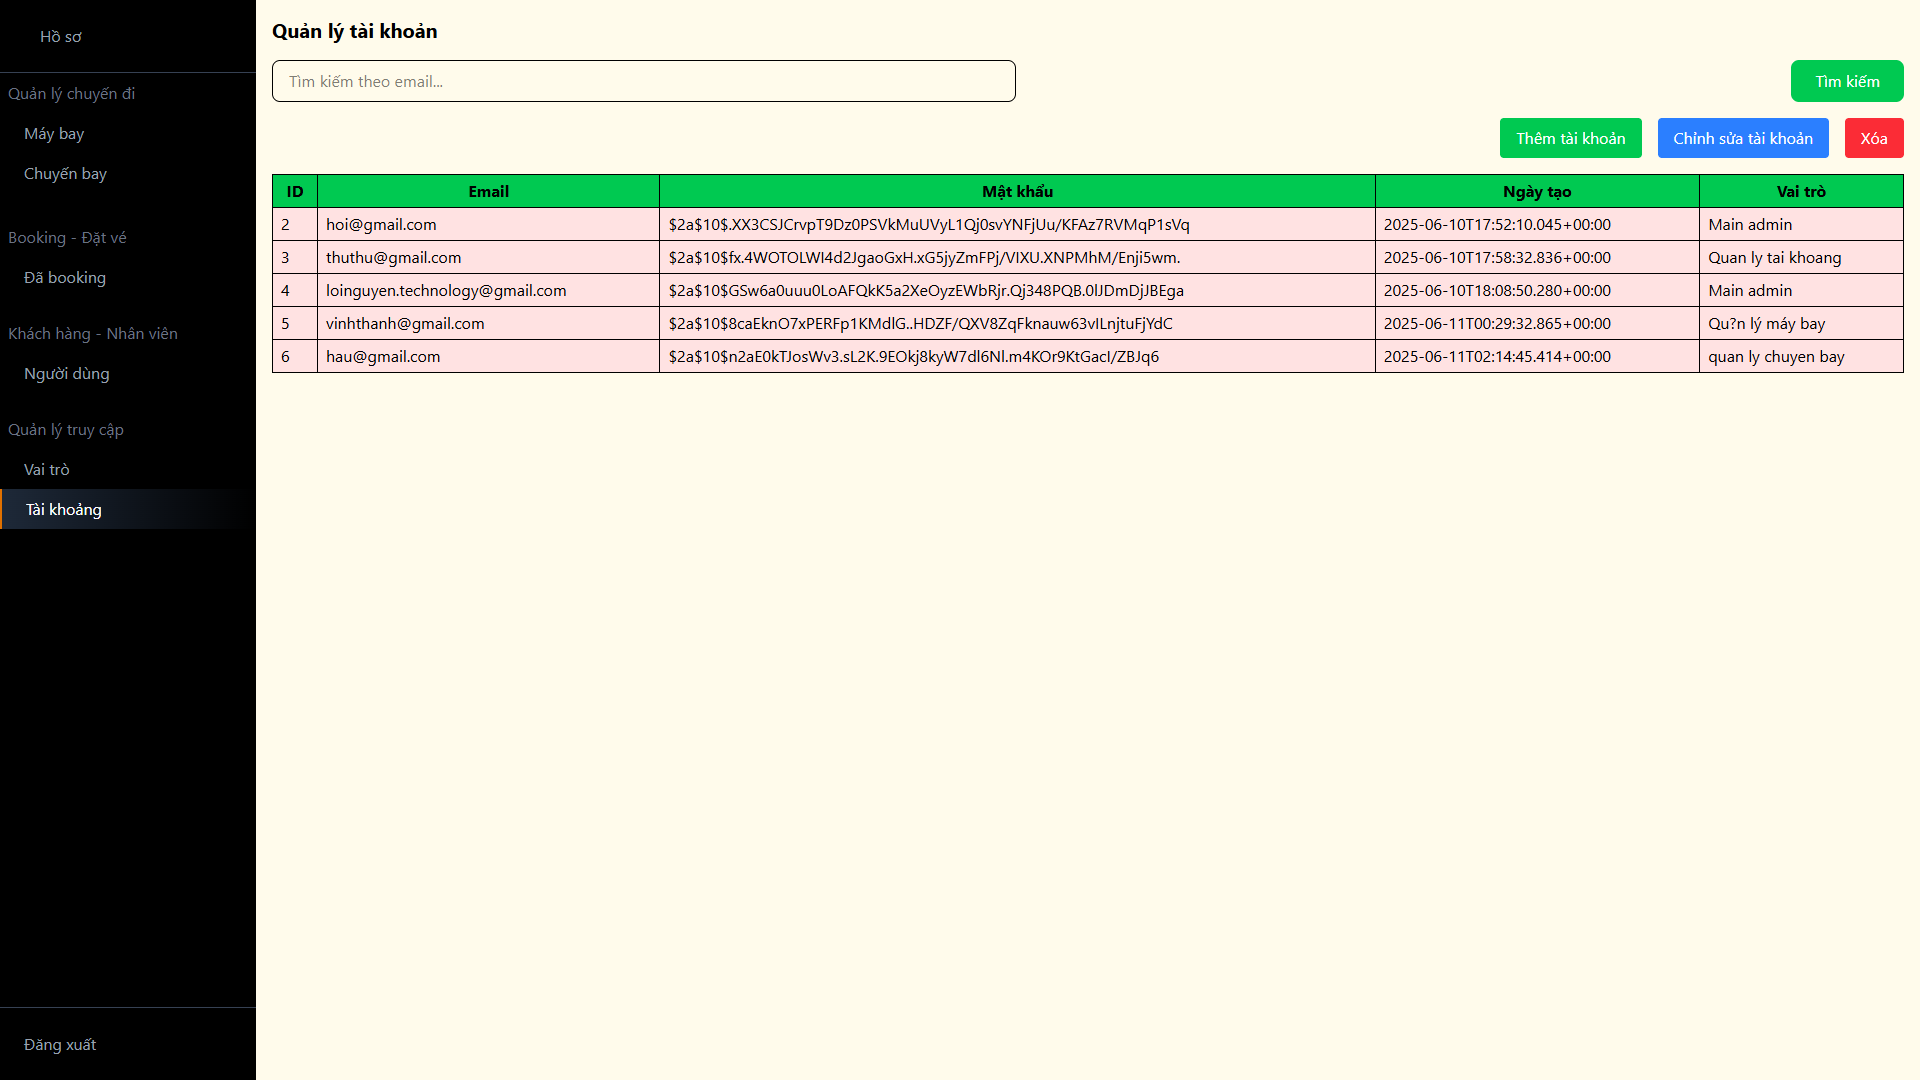 Hồ sơ
Quản lý chuyến đi
Máy bay
Chuyến bay
Booking - Đặt vé
Đã booking
Khách hàng - Nhân viên
Người dùng
Quản lý truy cập
Vai trò
Tài khoảng
Đăng xuất
Quản lý tài khoản
Tìm kiếm theo email... Tìm kiếm
Thêm tài khoản Chỉnh sửa tài khoản Xóa
ID Email Mật khẩu Ngày tạo Vai trò
2 hoi@gmail.com $2a$10$.XX3CSJCrvpT9Dz0PSVkMuUVyL1Qj0svYNFjUu/KFAz7RVMqP1sVq 2025-06-10T17:52:10.045+00:00 Main admin
3 thuthu@gmail.com $2a$10$fx.4WOTOLWI4d2JgaoGxH.xG5jyZmFPj/VIXU.XNPMhM/Enji5wm. 2025-06-10T17:58:32.836+00:00 Quan ly tai khoang
4 loinguyen.technology@gmail.com $2a$10$GSw6a0uuu0LoAFQkK5a2XeOyzEWbRjr.Qj348PQB.0lJDmDjJBEga 2025-06-10T18:08:50.280+00:00 Main admin
5 vinhthanh@gmail.com $2a$10$8caEknO7xPERFp1KMdlG..HDZF/QXV8ZqFknauw63vILnjtuFjYdC 2025-06-11T00:29:32.865+00:00 Qu?n lý máy bay
6 hau@gmail.com $2a$10$n2aE0kTJosWv3.sL2K.9EOkj8kyW7dl6Nl.m4KOr9KtGacI/ZBJq6 2025-06-11T02:14:45.414+00:00 quan ly chuyen bay